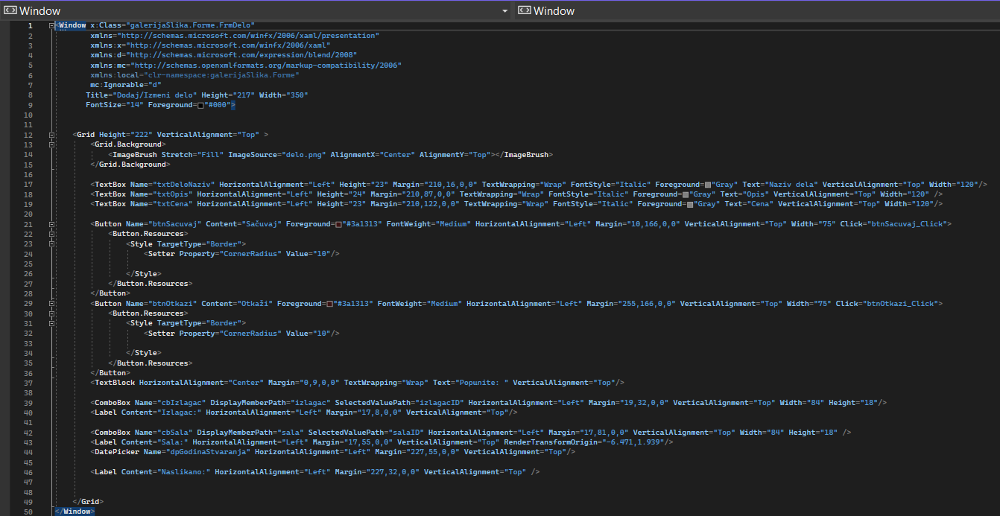 Window Window
1 <Window x:Class="galerijaSlika.Forme.FrmDelo"
2 xmlns="http://schemas.microsoft.com/winfx/2006/xaml/presentation"
3 xmlns:x="http://schemas.microsoft.com/winfx/2006/xaml"
4 xmlns:d="http://schemas.microsoft.com/expression/blend/2008"
5 xmlns:mc="http://schemas.openxmlformats.org/markup-compatibility/2006"
6 xmlns:local="clr-namespace:galerijaSlika.Forme"
7 mc:Ignorable="d"
8 Title="Dodaj/Izmeni delo" Height="217" Width="350"
9 FontSize="14" Foreground="#000">
10
11
12 <Grid Height="222" VerticalAlignment="Top" >
13 <Grid.Background>
14 <ImageBrush Stretch="Fill" ImageSource="delo.png" AlignmentX="Center" AlignmentY="Top"></ImageBrush>
15 </Grid.Background>
16
17 <TextBox Name="txtDeloNaziv" HorizontalAlignment="Left" Height="23" Margin="210,16,0,0" TextWrapping="Wrap" FontStyle="Italic" Foreground="Gray" Text="Naziv dela" VerticalAlignment="Top" Width="120"/>
18 <TextBox Name="txtOpis" HorizontalAlignment="Left" Height="24" Margin="210,87,0,0" TextWrapping="Wrap" FontStyle="Italic" Foreground="Gray" Text="Opis" VerticalAlignment="Top" Width="120" />
19 <TextBox Name="txtCena" HorizontalAlignment="Left" Height="23" Margin="210,122,0,0" TextWrapping="Wrap" FontStyle="Italic" Foreground="Gray" Text="Cena" VerticalAlignment="Top" Width="120"/>
20
21 <Button Name="btnSacuvaj" Content="Sačuvaj" Foreground="#3a1313" FontWeight="Medium" HorizontalAlignment="Left" Margin="10,166,0,0" VerticalAlignment="Top" Width="75" Click="btnSacuvaj_Click">
22 <Button.Resources>
23 <Style TargetType="Border">
24 <Setter Property="CornerRadius" Value="10"/>
25
26 </Style>
27 </Button.Resources>
28 </Button>
29 <Button Name="btnOtkazi" Content="Otkaži" Foreground="#3a1313" FontWeight="Medium" HorizontalAlignment="Left" Margin="255,166,0,0" VerticalAlignment="Top" Width="75" Click="btnOtkazi_Click">
30 <Button.Resources>
31 <Style TargetType="Border">
32 <Setter Property="CornerRadius" Value="10"/>
33
34 </Style>
35 </Button.Resources>
36 </Button>
37 <TextBlock HorizontalAlignment="Center" Margin="0,9,0,0" TextWrapping="Wrap" Text="Popunite: " VerticalAlignment="Top"/>
38
39 <ComboBox Name="cbIzlagac" DisplayMemberPath="izlagac" SelectedValuePath="izlagacID" HorizontalAlignment="Left" Margin="19,32,0,0" VerticalAlignment="Top" Width="84" Height="18"/>
40 <Label Content="Izlagac:" HorizontalAlignment="Left" Margin="17,8,0,0" VerticalAlignment="Top"/>
41
42 <ComboBox Name="cbSala" DisplayMemberPath="sala" SelectedValuePath="salaID" HorizontalAlignment="Left" Margin="17,81,0,0" VerticalAlignment="Top" Width="84" Height="18" />
43 <Label Content="Sala:" HorizontalAlignment="Left" Margin="17,55,0,0" VerticalAlignment="Top" RenderTransformOrigin="-6.471,1.939"/>
44 <DatePicker Name="dpGodinaStvaranja" HorizontalAlignment="Left" Margin="227,55,0,0" VerticalAlignment="Top"/>
45
46 <Label Content="Naslikano:" HorizontalAlignment="Left" Margin="227,32,0,0" VerticalAlignment="Top" />
47
48
49 </Grid>
50 </Window>